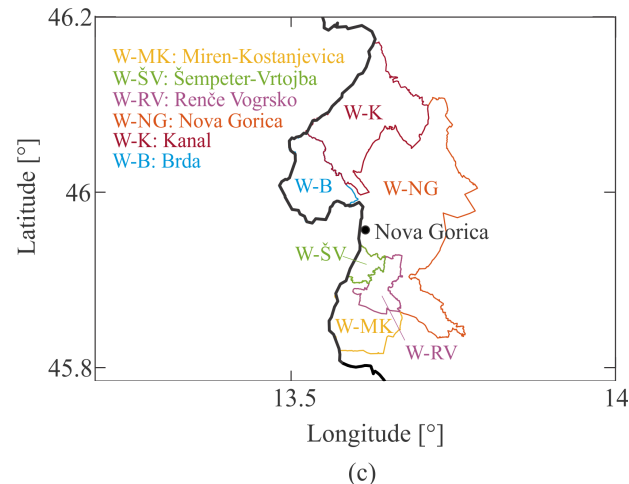 46.2
W-MK: Miren-Kostanjevica
W-ŠV: Šempeter-Vrtojba
W-RV: Renče Vogrsko
W-NG: Nova Gorica
W-K: Kanal
W-B: Brda
W-K
W-B
W-NG
46
Latitude [°]
Nova Gorica
W-ŠV
W-MK
W-RV
45.8
13.5
14
Longitude [°]
(c)